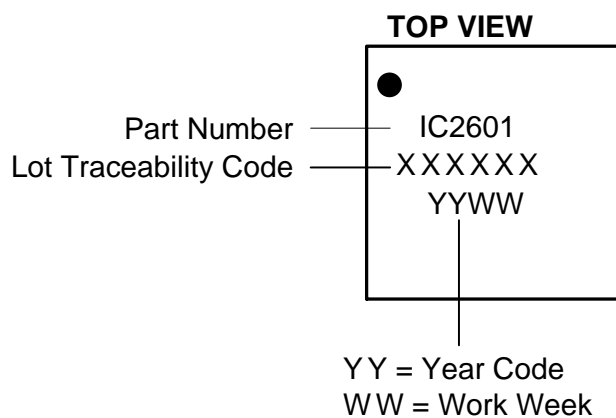 TOP VIEW
Part Number IC2601
Lot Traceability Code XXXXXX
YYWW
YY = Year Code
WW = Work Week